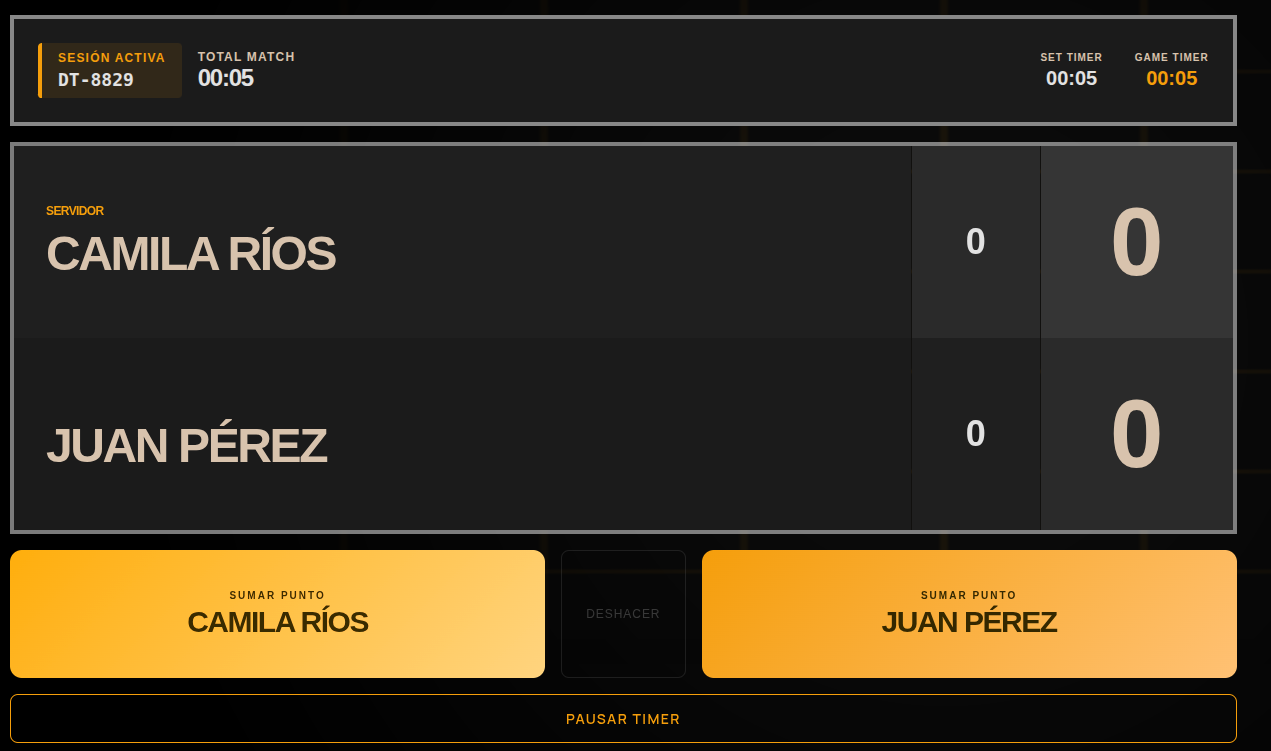 SESIÓN ACTIVA
DT-8829
TOTAL MATCH
00:05
SET TIMER
00:05
GAME TIMER
00:05
SERVIDOR
CAMILA RÍOS
0
0
JUAN PÉREZ
0
0
SUMAR PUNTO
CAMILA RÍOS
DESHACER
SUMAR PUNTO
JUAN PÉREZ
PAUSAR TIMER